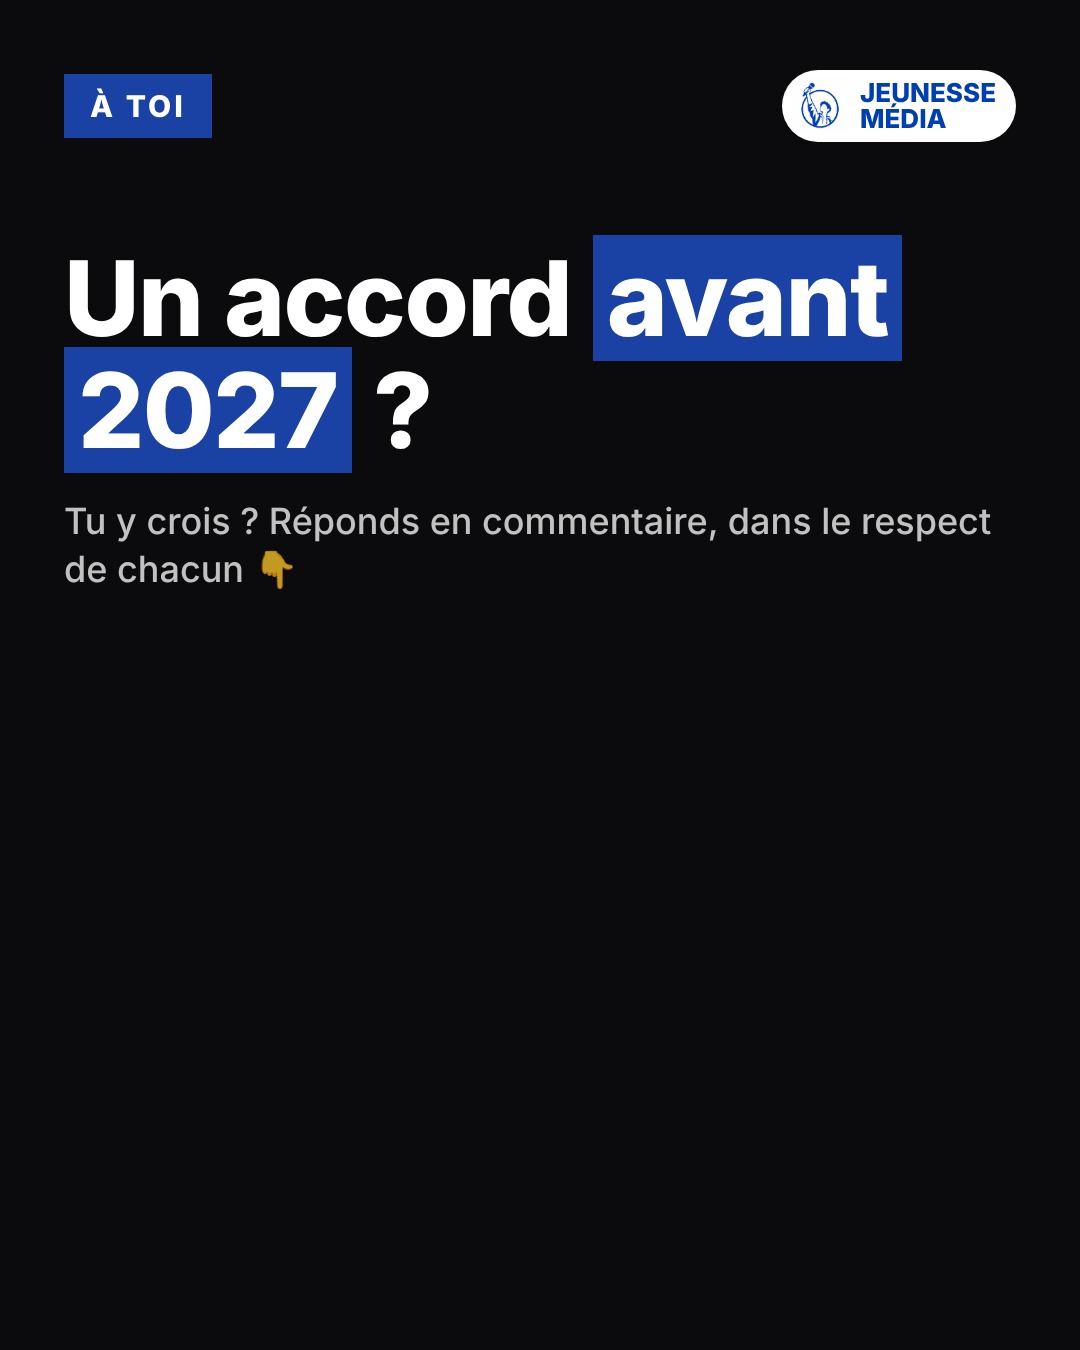 À TOI
JEUNESSE
MÉDIA
Un accord avant
2027 ?
Tu y crois ? Réponds en commentaire, dans le respect
de chacun 👇